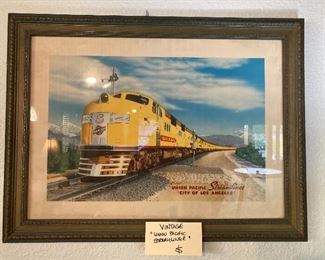 UNION PACIFIC Streamliner
"CITY OF LOS ANGELES"
VINTAGE
"UNION PACIFIC
STREAMLINER"
$